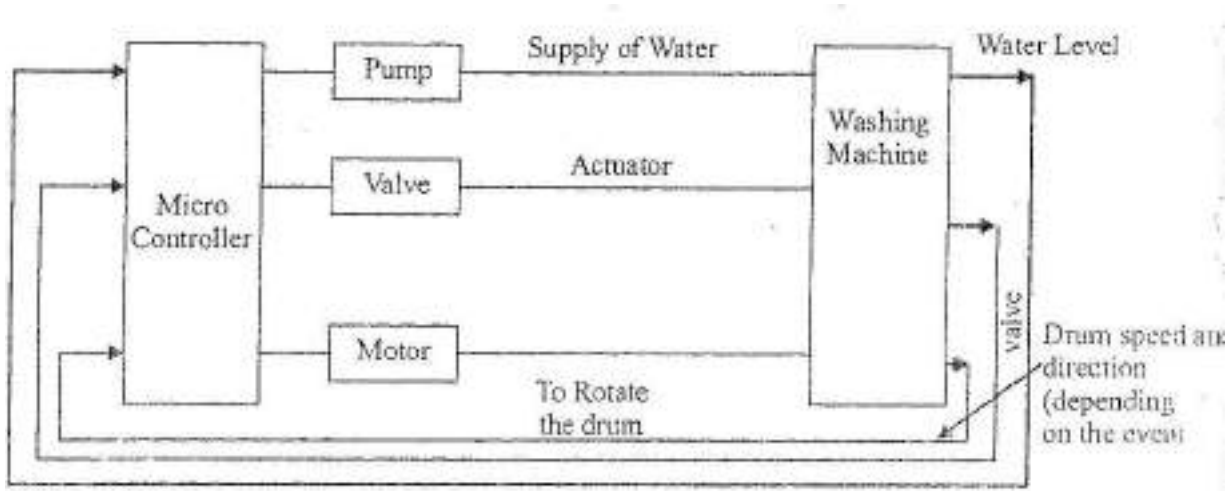 Supply of Water
Water Level
Pump
Washing
Machine
Actuator
Valve
Micro
Controller
valve
Motor
Drum speed an
direction
(depending
on the event
To Rotate
the drum